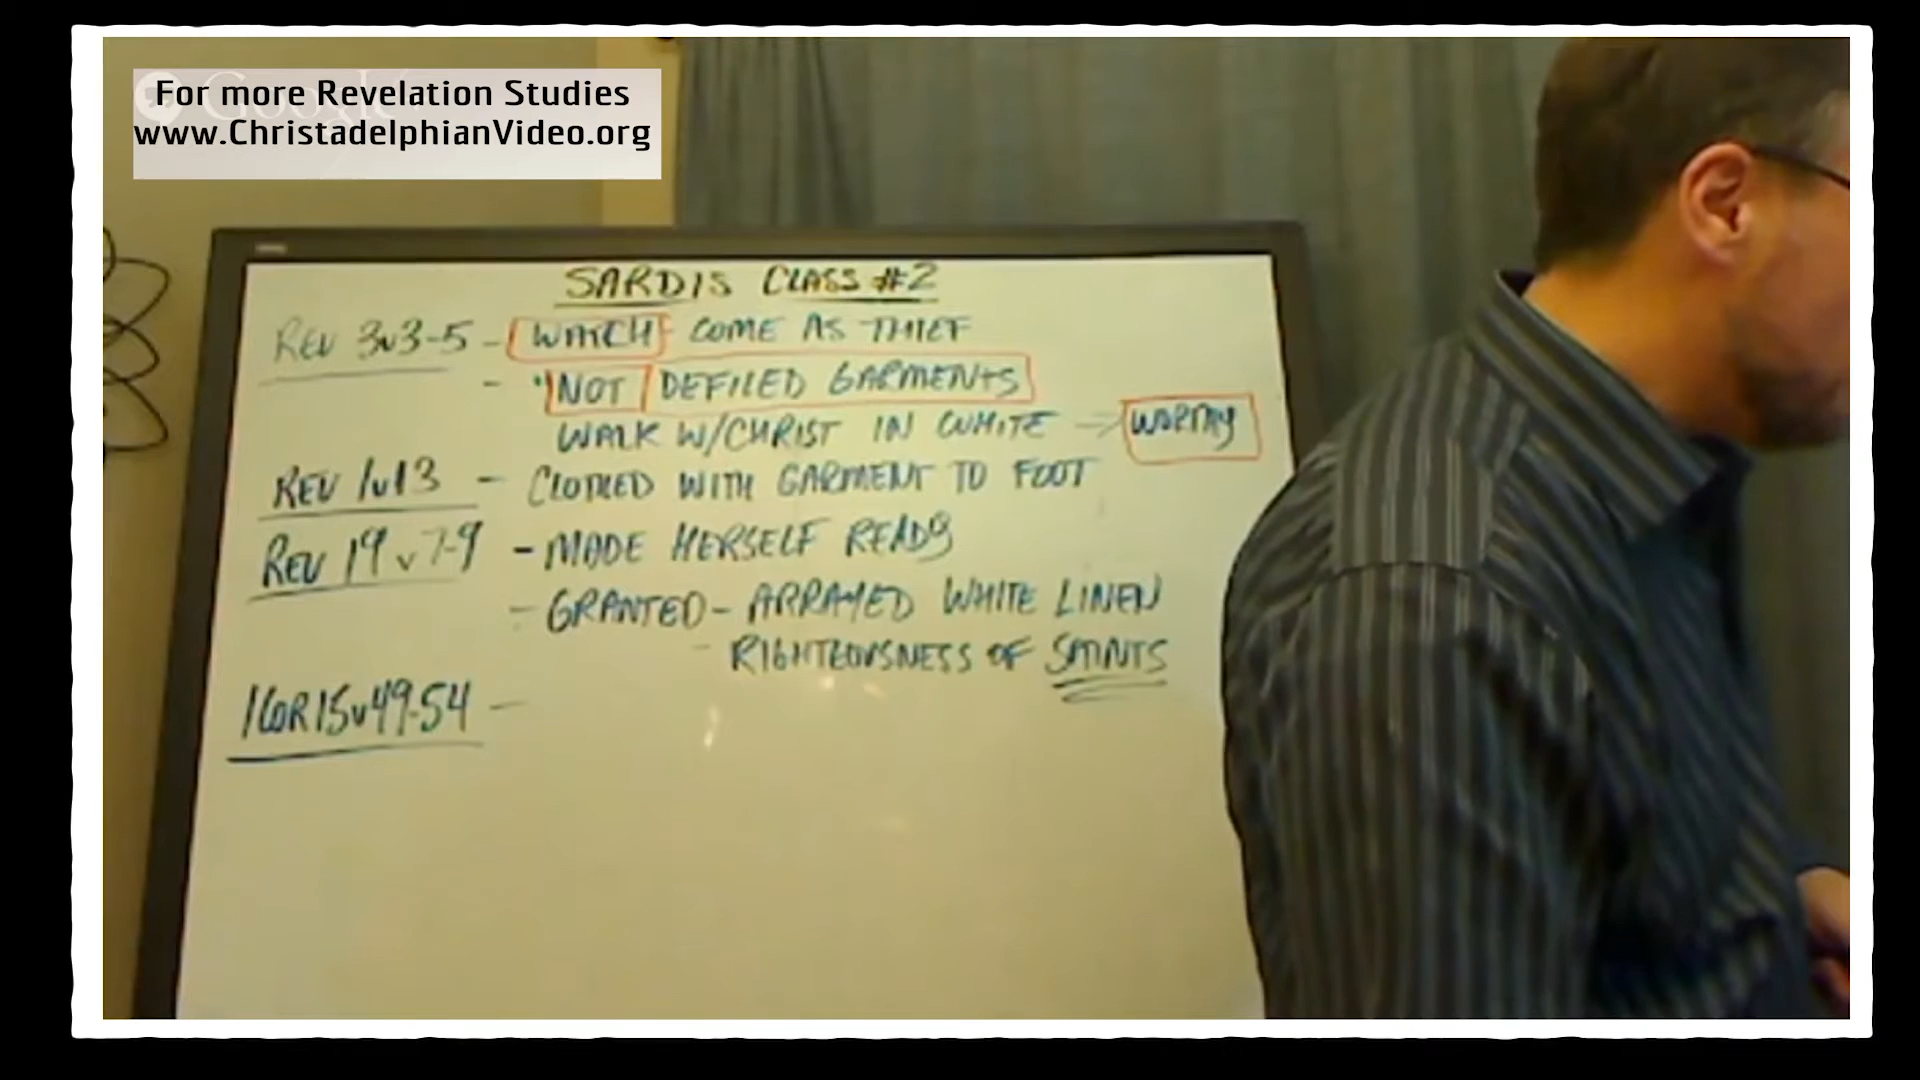 For more Revelation Studies
www.ChristadelphianVideo.org
SARDIS CLASS #2
REV 3v3-5 - WATCH - COME AS THIEF
- "NOT DEFILED GARMENTS
WALK W/CHRIST IN WHITE → WORTHY
REV 1v13 - CLOTHED WITH GARMENT TO FOOT
REV 19 v 7-9 - MADE HERSELF READY
- GRANTED - ARRAYED WHITE LINEN
- RIGHTEOUSNESS OF SAINTS
1COR15v49-54 -